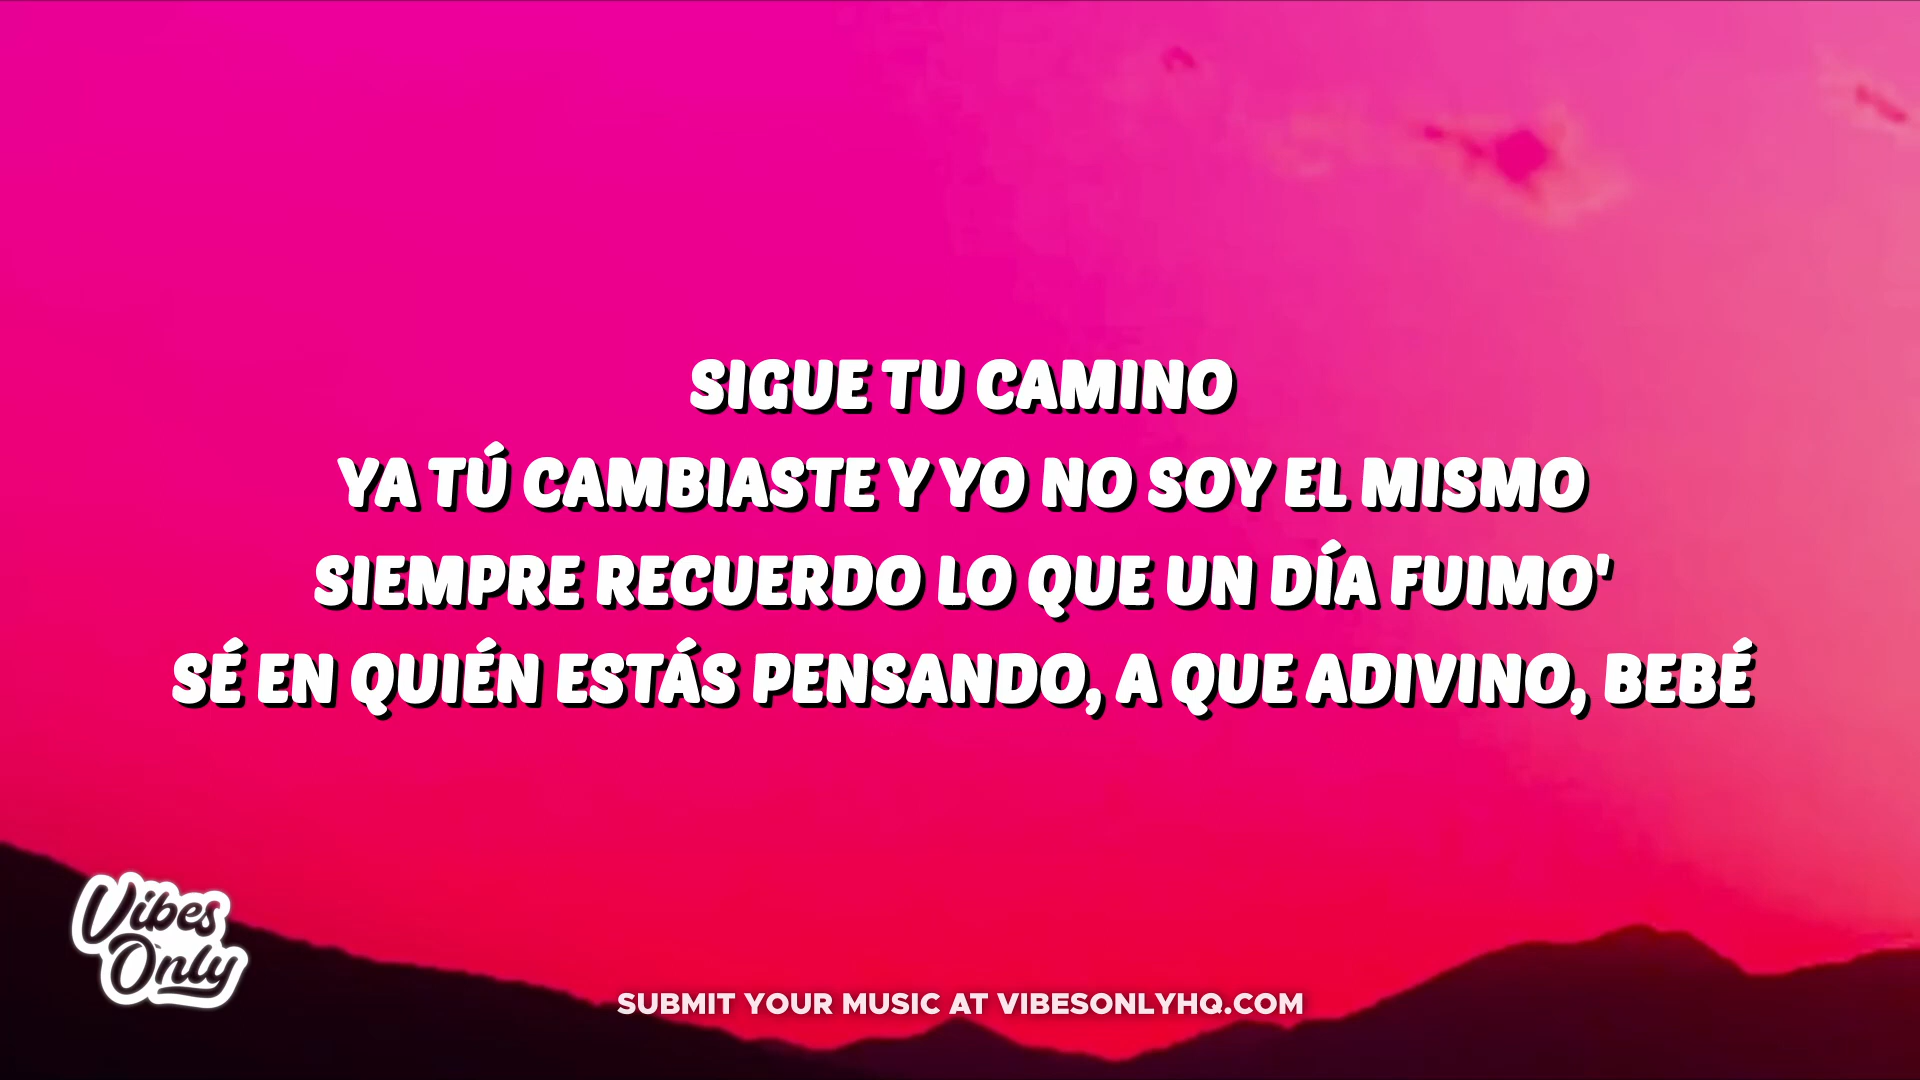 SIGUE TU CAMINO
YA TÚ CAMBIASTE Y YO NO SOY EL MISMO
SIEMPRE RECUERDO LO QUE UN DÍA FUIMO'
SÉ EN QUIÉN ESTÁS PENSANDO, A QUE ADIVINO, BEBÉ
Vibes
Only
SUBMIT YOUR MUSIC AT VIBESONLYHQ.COM